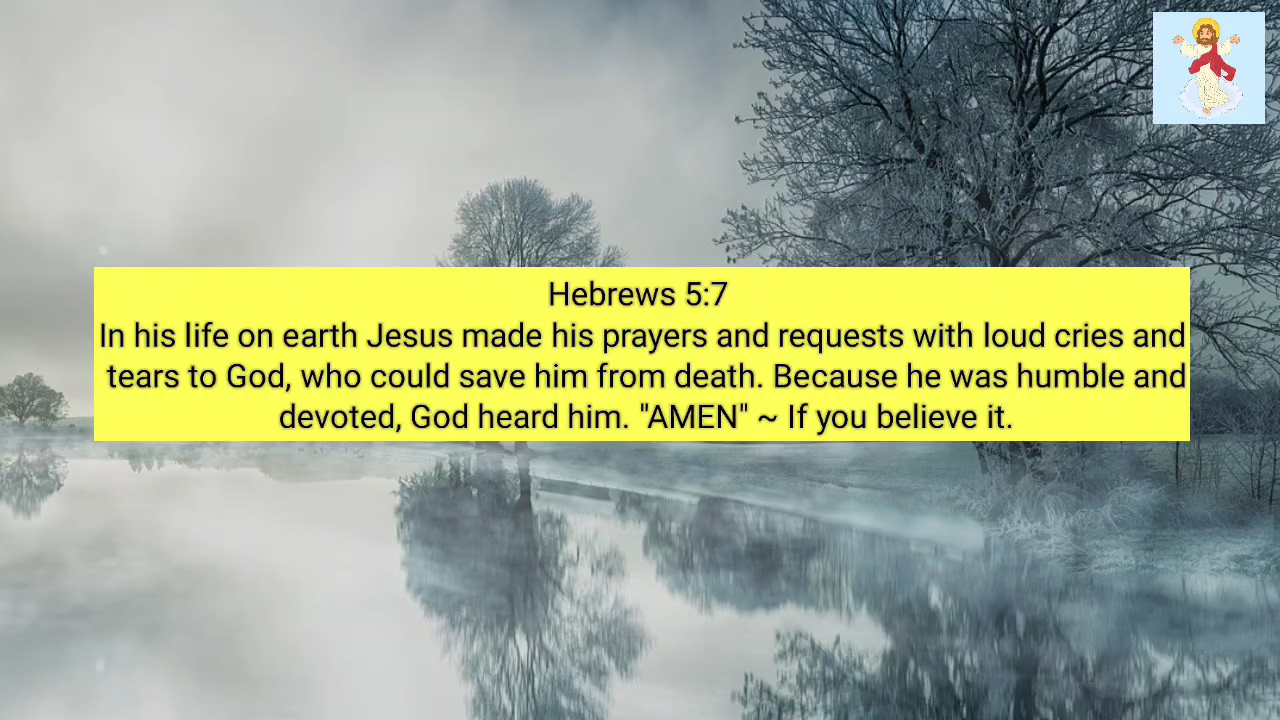 Hebrews 5:7
In his life on earth Jesus made his prayers and requests with loud cries and
tears to God, who could save him from death. Because he was humble and
devoted, God heard him. "AMEN" ~ If you believe it.